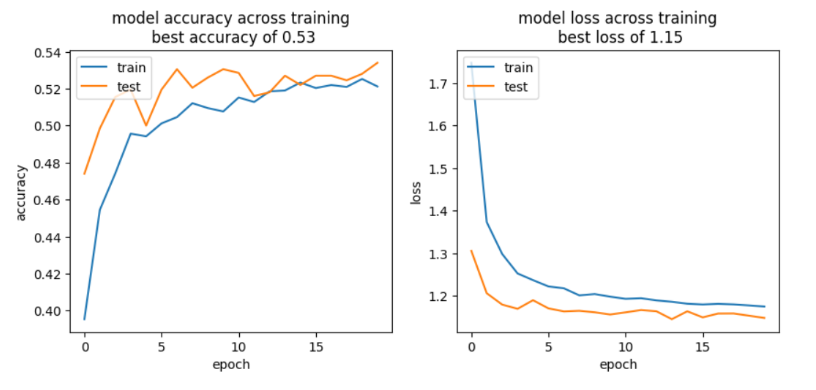 model accuracy across training
best accuracy of 0.53
0.54
0.52
0.50
0.48
0.46
0.44
0.42
0.40
accuracy
train
test
0
5
10
15
epoch
model loss across training
best loss of 1.15
1.7
1.6
1.5
1.4
1.3
1.2
loss
train
test
0
5
10
15
epoch